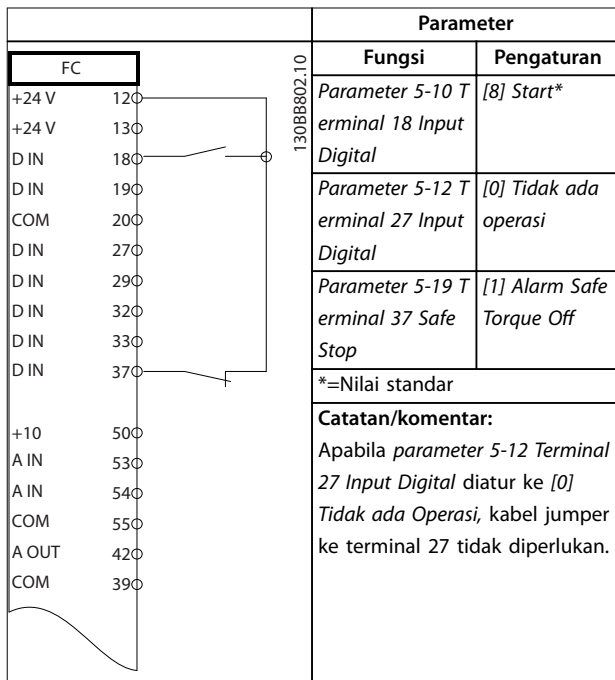 Parameter
Fungsi Pengaturan
FC
130BB802.10
+24 V 12
+24 V 13
D IN 18
D IN 19
COM 20
D IN 27
D IN 29
D IN 32
D IN 33
D IN 37
+10 50
A IN 53
A IN 54
COM 55
A OUT 42
COM 39
Parameter 5-10 T [8] Start*
erminal 18 Input
Digital
Parameter 5-12 T [0] Tidak ada
erminal 27 Input operasi
Digital
Parameter 5-19 T [1] Alarm Safe
erminal 37 Safe Torque Off
Stop
*=Nilai standar
Catatan/komentar:
Apabila parameter 5-12 Terminal
27 Input Digital diatur ke [0]
Tidak ada Operasi, kabel jumper
ke terminal 27 tidak diperlukan.